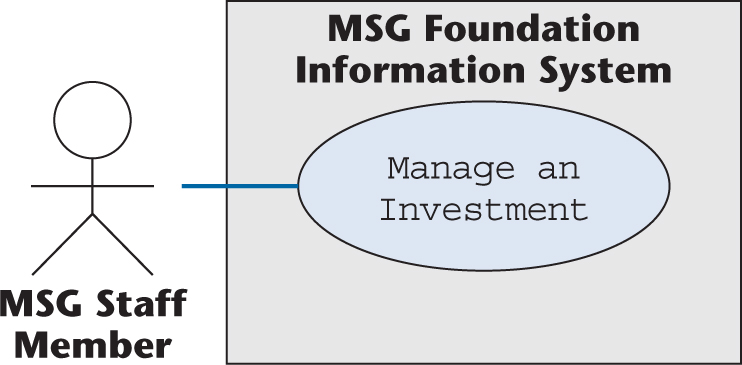 MSG Foundation
Information System
Manage an
Investment
MSG Staff
Member